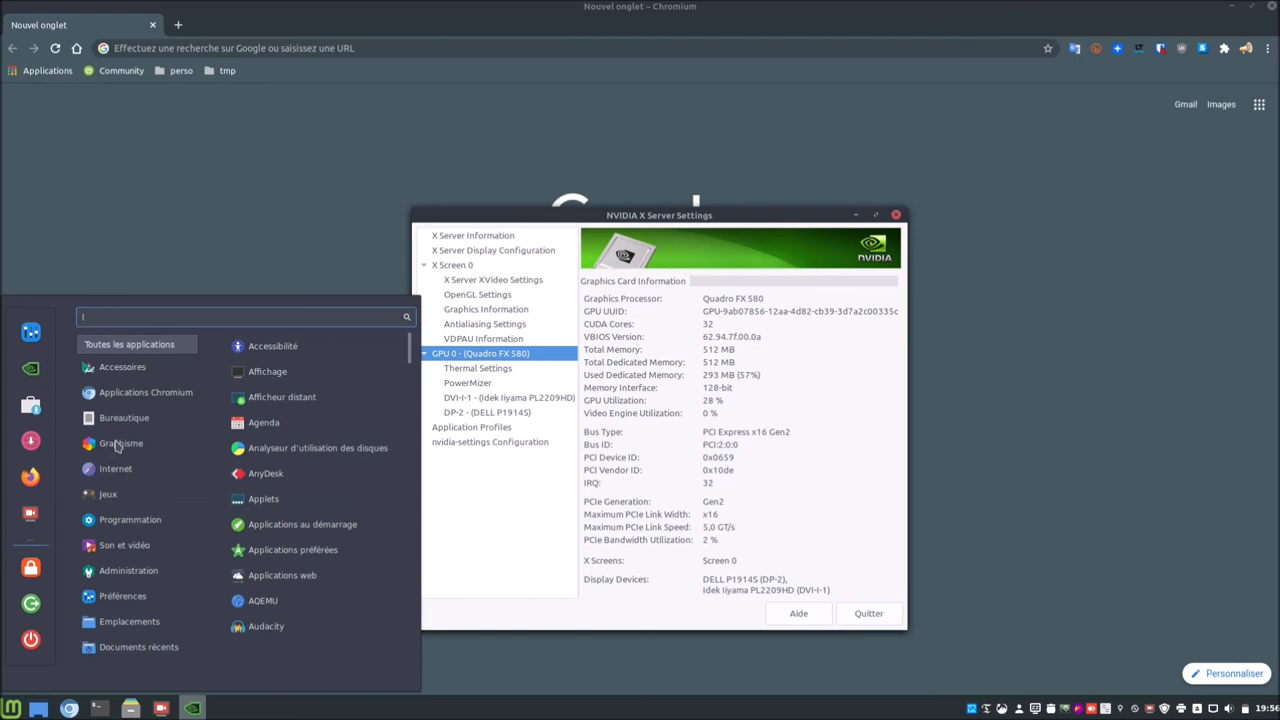 Nouvel onglet – Chromium
Nouvel onglet
Effectuez une recherche sur Google ou saisissez une URL
Applications
Community
perso
tmp
Gmail
Images
NVIDIA X Server Settings
X Server Information
X Server Display Configuration
X Screen 0
X Server XVideo Settings
OpenGL Settings
Graphics Information
Antialiasing Settings
VDPAU Information
GPU 0 - (Quadro FX 580)
Thermal Settings
PowerMizer
DVI-I-1 - (Idek Iiyama PL2209HD)
DP-2 - (DELL P1914S)
Application Profiles
nvidia-settings Configuration
NVIDIA
Graphics Card Information
Graphics Processor: Quadro FX 580
GPU UUID: GPU-9ab07856-12aa-4d82-cb39-3d7a2c00335c
CUDA Cores: 32
VBIOS Version: 62.94.7f.00.0a
Total Memory: 512 MB
Total Dedicated Memory: 512 MB
Used Dedicated Memory: 293 MB (57%)
Memory Interface: 128-bit
GPU Utilization: 28 %
Video Engine Utilization: 0 %
Bus Type: PCI Express x16 Gen2
Bus ID: PCI:2:0:0
PCI Device ID: 0x0659
PCI Vendor ID: 0x10de
IRQ: 32
PCIe Generation: Gen2
Maximum PCIe Link Width: x16
Maximum PCIe Link Speed: 5,0 GT/s
PCIe Bandwidth Utilization: 2 %
X Screens: Screen 0
Display Devices: DELL P1914S (DP-2),
Idek Iiyama PL2209HD (DVI-I-1)
Aide
Quitter
Toutes les applications
Accessoires
Applications Chromium
Bureautique
Graphisme
Internet
Jeux
Programmation
Son et vidéo
Administration
Préférences
Emplacements
Documents récents
Accessibilité
Affichage
Afficheur distant
Agenda
Analyseur d'utilisation des disques
AnyDesk
Applets
Applications au démarrage
Applications préférées
Applications web
AQEMU
Audacity
Personnaliser
19:56